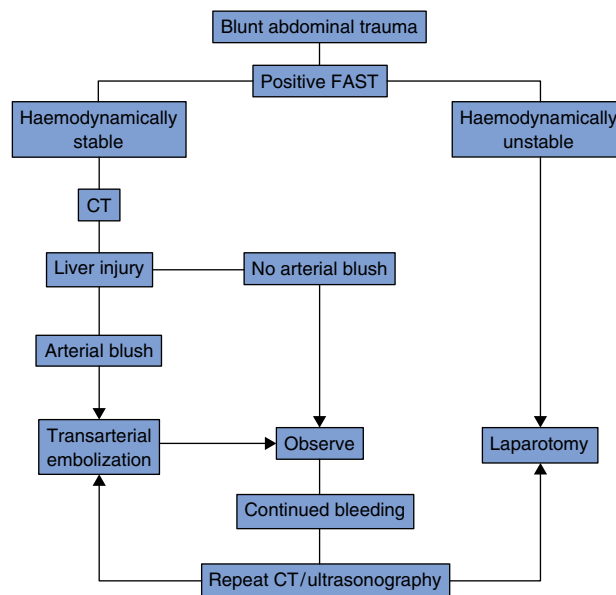 Blunt abdominal trauma
Positive FAST
Haemodynamically
stable
Haemodynamically
unstable
CT
Liver injury
No arterial blush
Arterial blush
Transarterial
embolization
Observe
Laparotomy
Continued bleeding
Repeat CT/ultrasonography